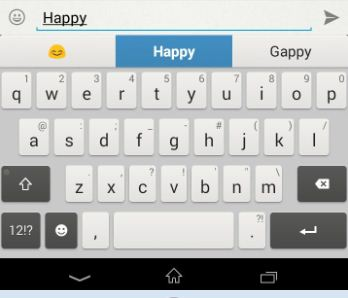 Happy
😊 Happy Gappy
1 2 3 4 5 6 7 8 9 0
q w e r t y u i o p
@ : ; _ - # ( ) /
a s d f g h j k l
. ? ! ' " \
z x c v b n m
12!? , . ?!